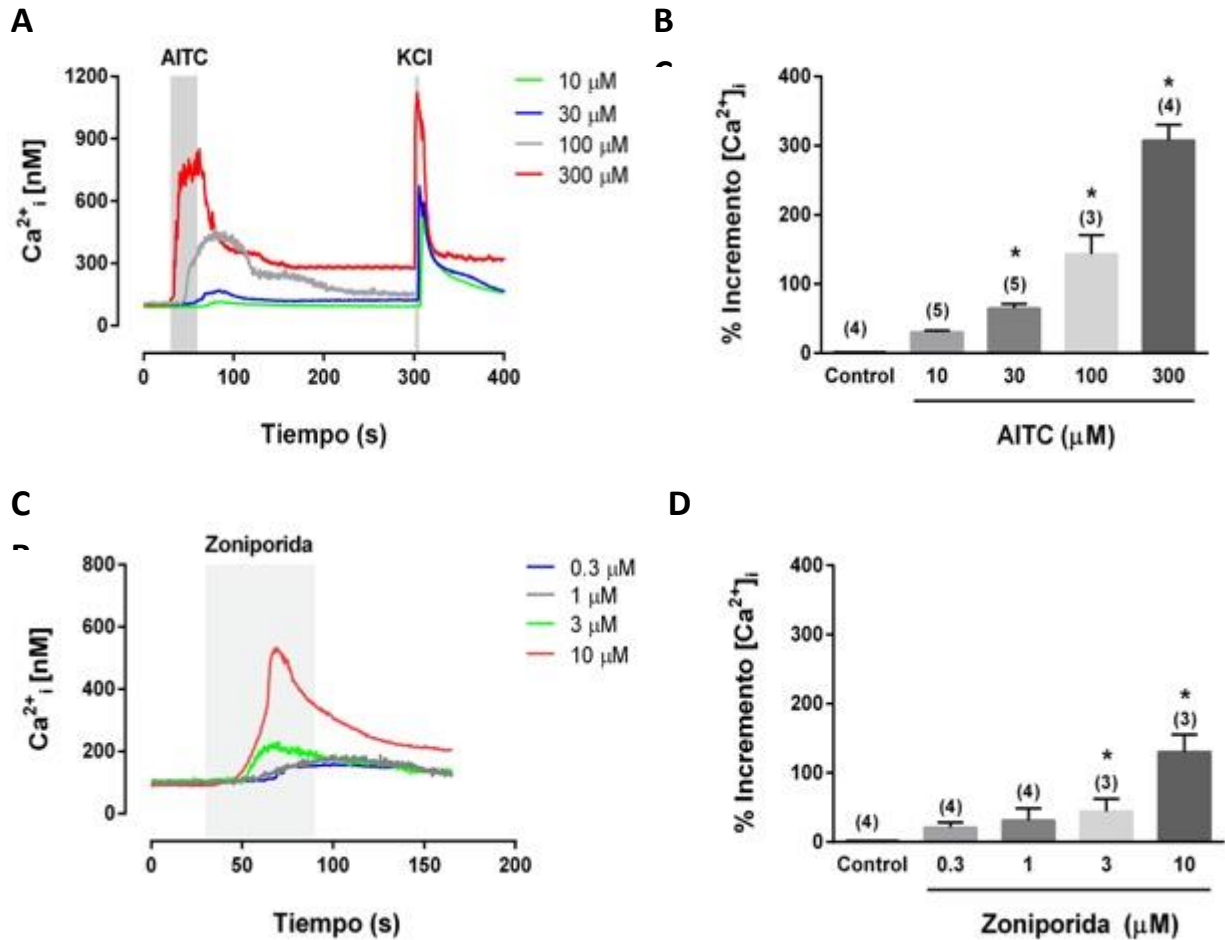 A
B
C
AITC
KCl
1200
900
600
300
0
Ca²⁺ᵢ [nM]
0
100
200
300
400
Tiempo (s)
10 μM
30 μM
100 μM
300 μM
400
300
200
100
0
% Incremento [Ca²⁺]ᵢ
(4)
(5)
*
(5)
*
(3)
*
(4)
Control
10
30
100
300
AITC (μM)
C
D
Zoniporida
800
600
400
200
0
Ca²⁺ᵢ [nM]
0
50
100
150
200
Tiempo (s)
0.3 μM
1 μM
3 μM
10 μM
400
300
200
100
0
% Incremento [Ca²⁺]ᵢ
(4)
(4)
(4)
*
(3)
*
(3)
Control
0.3
1
3
10
Zoniporida (μM)